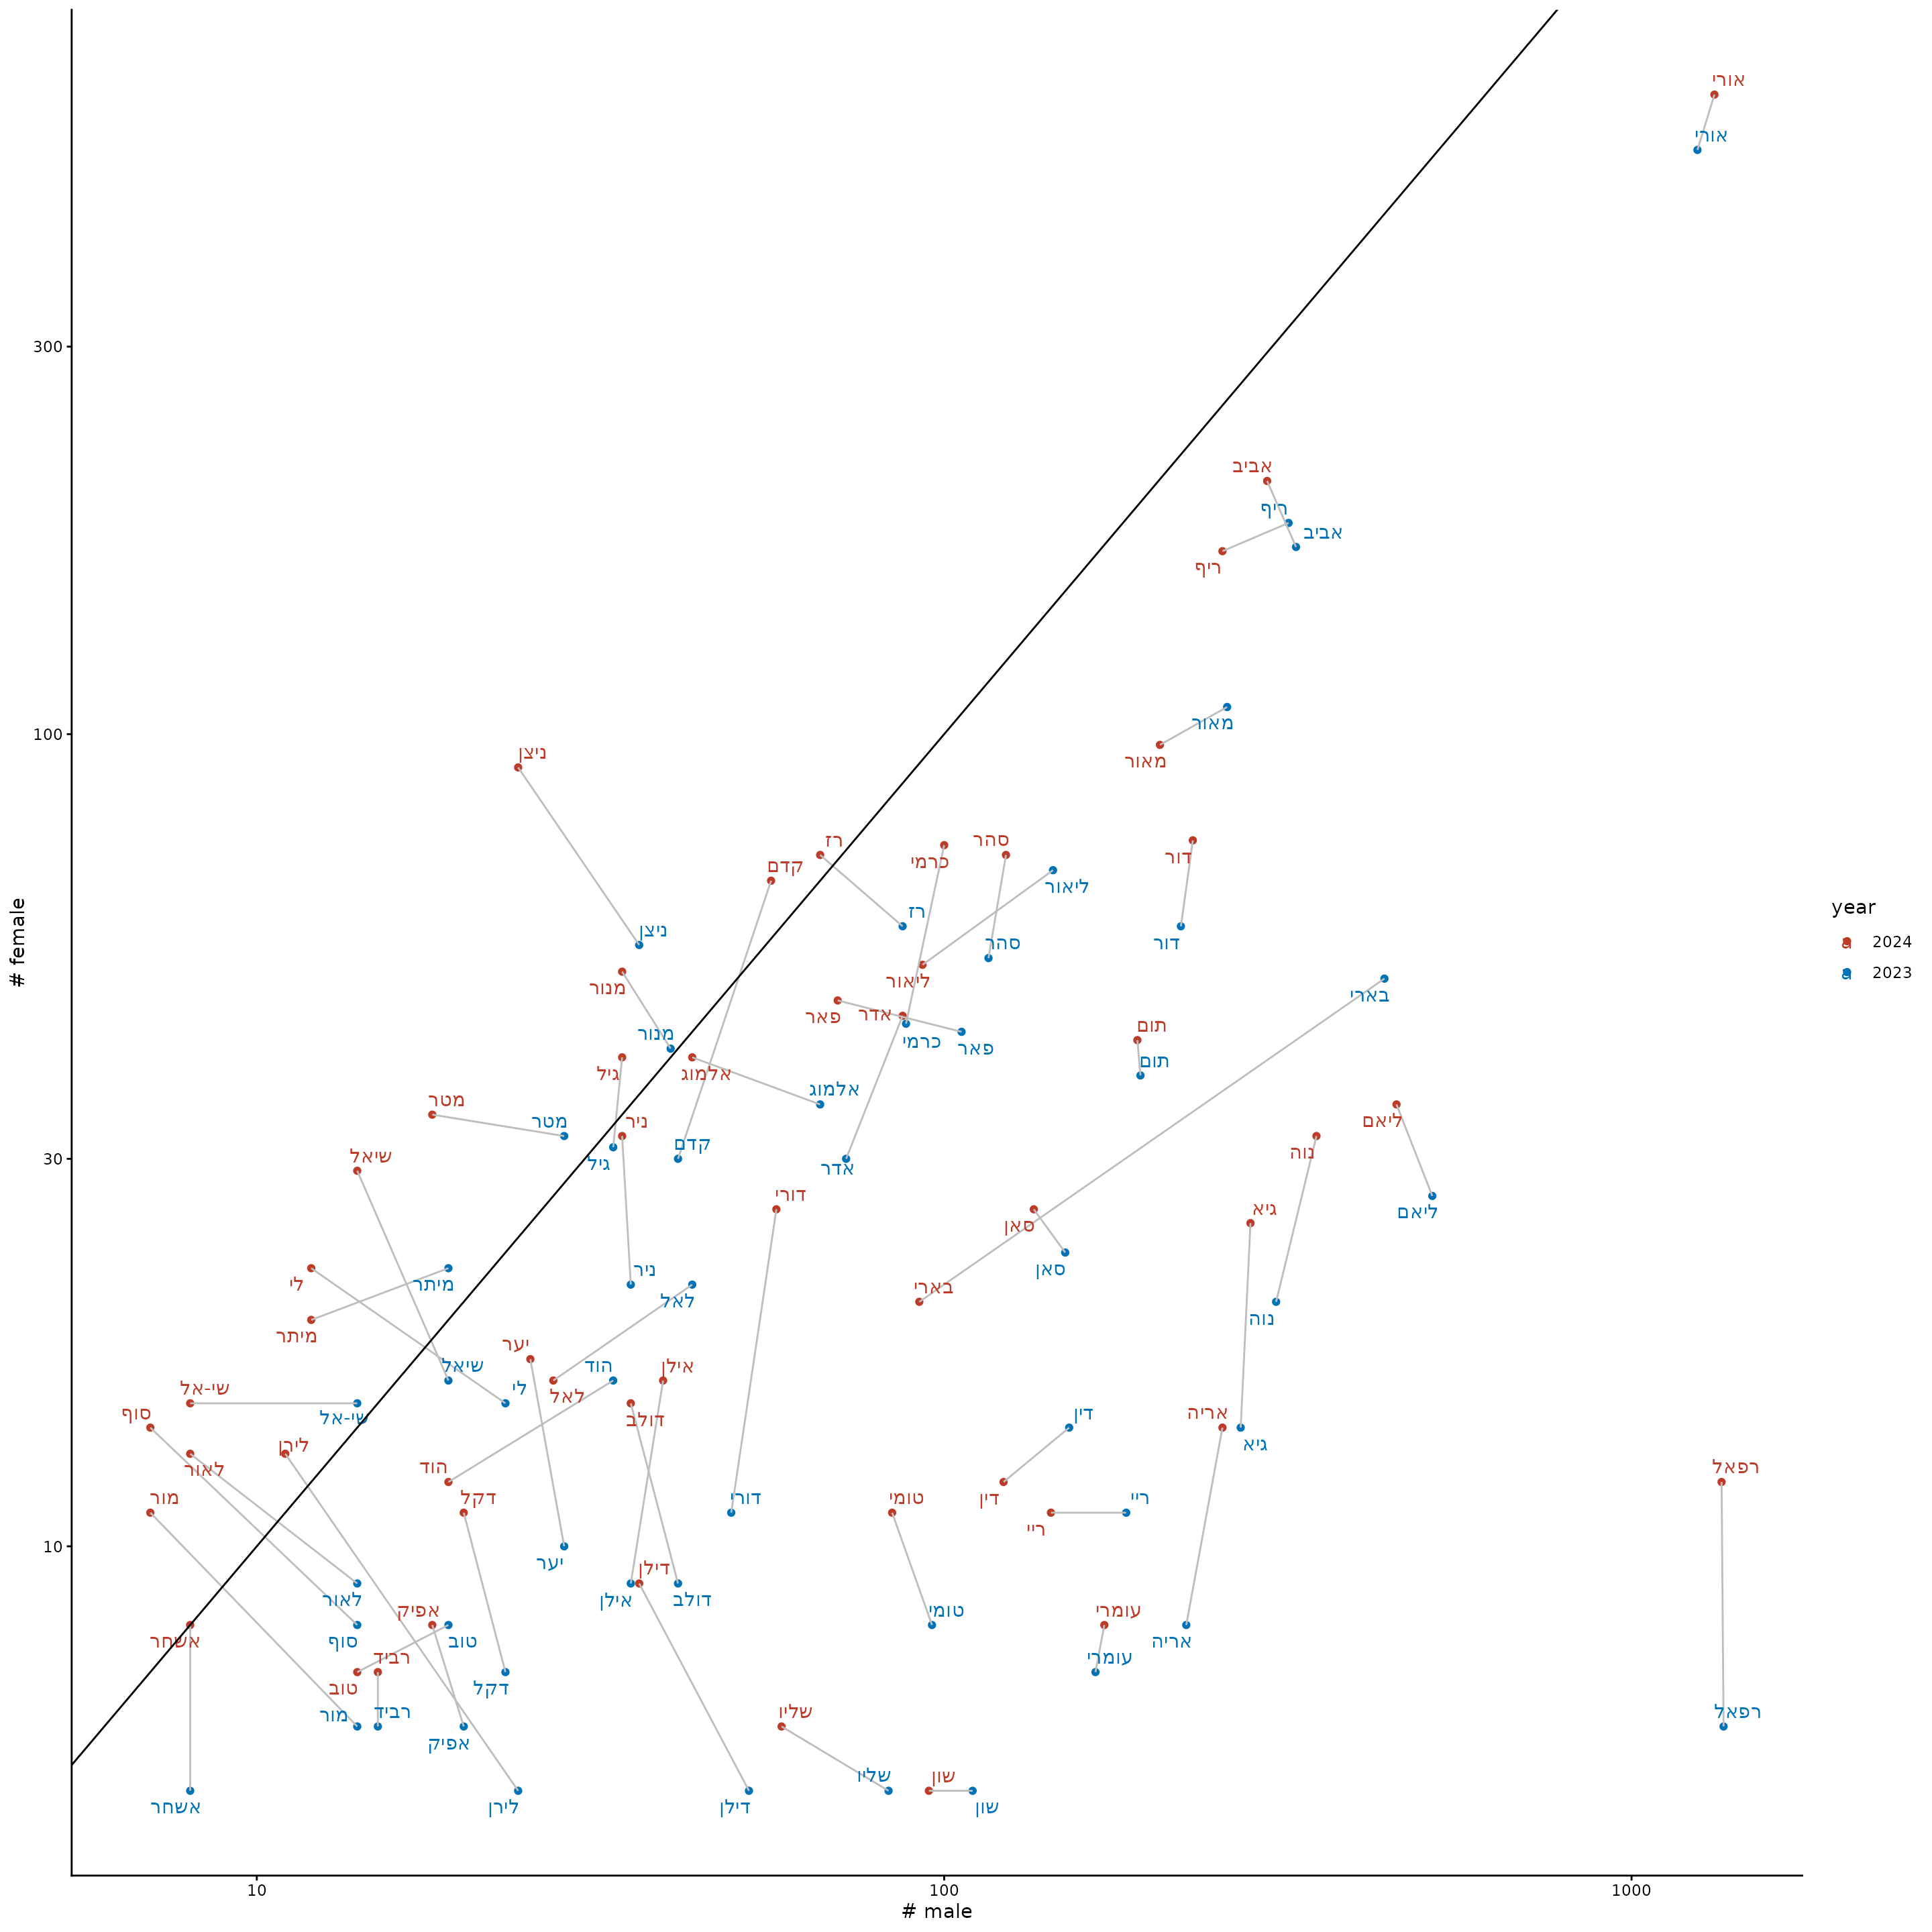 אורי
אורי
300
אביב
ריף
אביב
ריף
מאור
100
ניצן
מאור
רז
סהר
קדם
כרמי
דור
ליאור
רז
ניצן
סהר
דור
# female
year
2024
2023
ליאור
מנור
בארי
פאר
אדר
תום
מנור
כרמי
פאר
תום
גיל
אלמוג
אלמוג
מטר
מטר
ניר
ליאם
קדם
נוה
30
שיאל
גיל
אדר
דורי
גיא
ליאם
סאן
ניר
סאן
לי
מיתר
בארי
לאל
נוה
מיתר
יער
שיאל
הוד
אילן
שי-אל
לי
לאל
סוף
שי-אל
דולב
דין
אריה
לירן
גיא
לאור
הוד
רפאל
מור
דקל
דורי
טומי
דין
ריי
ריי
10
יער
דילן
לאור
אילן
דולב
אפיק
טומי
עומרי
אשחר
סוף
טוב
אריה
רביד
עומרי
טוב
דקל
מור
רביד
שליו
רפאל
אפיק
שליו
שון
אשחר
לירן
דילן
שון
10
100
1000
# male